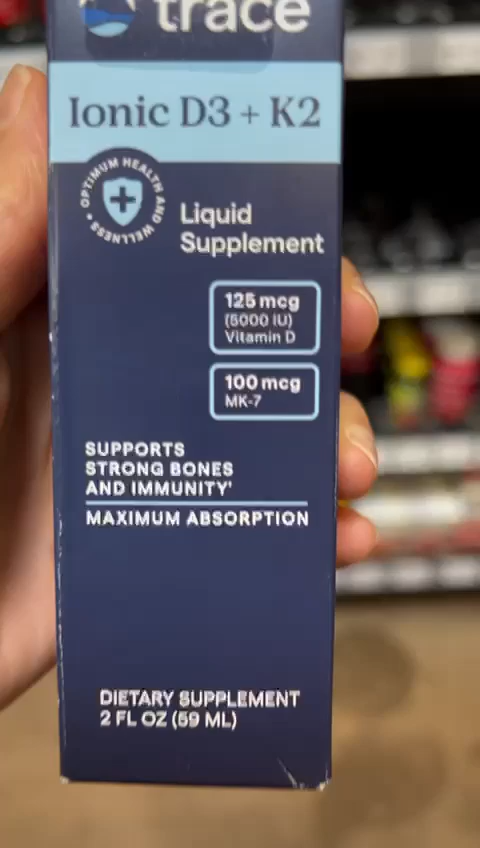 trace
Ionic D3 + K2
OPTIMUM HEALTH AND WELLNESS •
Liquid
Supplement
125 mcg
(5000 IU)
Vitamin D
100 mcg
MK-7
SUPPORTS
STRONG BONES
AND IMMUNITY'
MAXIMUM ABSORPTION
DIETARY SUPPLEMENT
2 FL OZ (59 ML)